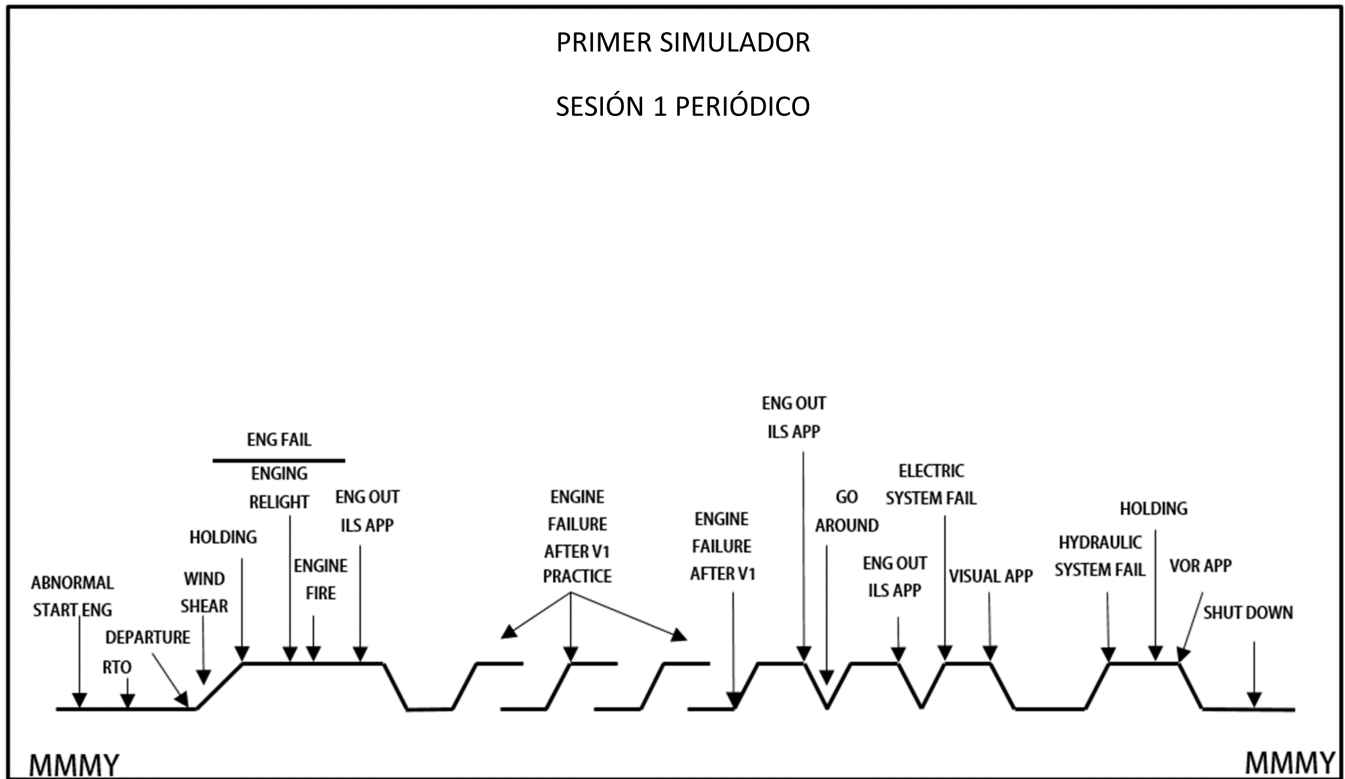 PRIMER SIMULADOR
SESIÓN 1 PERIÓDICO
ABNORMAL
START ENG
RTO
DEPARTURE
WIND
SHEAR
HOLDING
ENG FAIL
ENGING
RELIGHT
ENGINE
FIRE
ENG OUT
ILS APP
ENGINE
FAILURE
AFTER V1
PRACTICE
ENGINE
FAILURE
AFTER V1
ENG OUT
ILS APP
GO
AROUND
ENG OUT
ILS APP
ELECTRIC
SYSTEM FAIL
VISUAL APP
HYDRAULIC
SYSTEM FAIL
HOLDING
VOR APP
SHUT DOWN
MMMY
MMMY